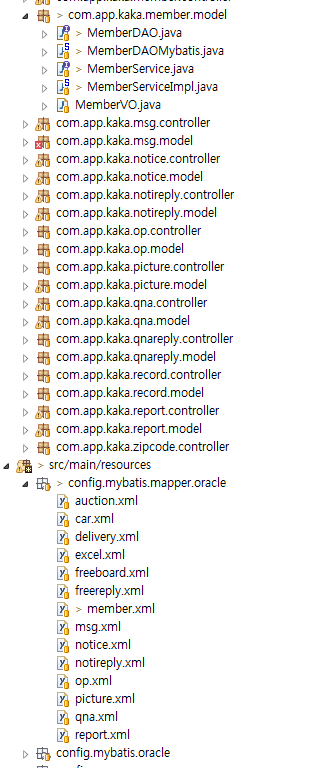 > com.app.kaka.member.model
> MemberDAO.java
> MemberDAOMybatis.java
> MemberService.java
> MemberServiceImpl.java
MemberVO.java
com.app.kaka.msg.controller
com.app.kaka.msg.model
com.app.kaka.notice.controller
com.app.kaka.notice.model
com.app.kaka.notireply.controller
com.app.kaka.notireply.model
com.app.kaka.op.controller
com.app.kaka.op.model
com.app.kaka.picture.controller
com.app.kaka.picture.model
com.app.kaka.qna.controller
com.app.kaka.qna.model
com.app.kaka.qnareply.controller
com.app.kaka.qnareply.model
com.app.kaka.record.controller
com.app.kaka.record.model
com.app.kaka.report.controller
com.app.kaka.report.model
com.app.kaka.zipcode.controller
> src/main/resources
> config.mybatis.mapper.oracle
auction.xml
car.xml
delivery.xml
excel.xml
freeboard.xml
freereply.xml
> member.xml
msg.xml
notice.xml
notireply.xml
op.xml
picture.xml
qna.xml
report.xml
config.mybatis.oracle